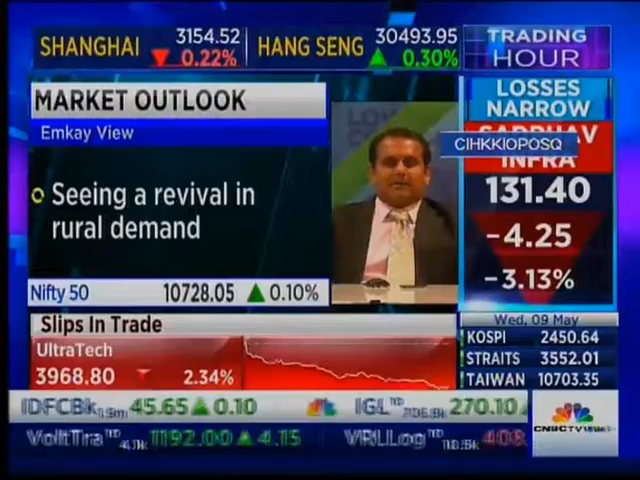 SHANGHAI 3154.52 0.22% HANG SENG 30493.95 0.30%
TRADING
HOUR
MARKET OUTLOOK
Emkay View
Seeing a revival in
rural demand
LOSSES
NARROW
SADBHAV
CIHKKIOPOSQ
INFRA
131.40
-4.25
-3.13%
Nifty 50 10728.05 0.10%
Slips In Trade
UltraTech
3968.80 2.34%
Wed, 09 May
KOSPI 2450.64
STRAITS 3552.01
TAIWAN 10703.35
IDFCBk 45.65 0.10 IGL 270.10
VoltTra 1192.00 4.15 VRLLog
CNBCTV18